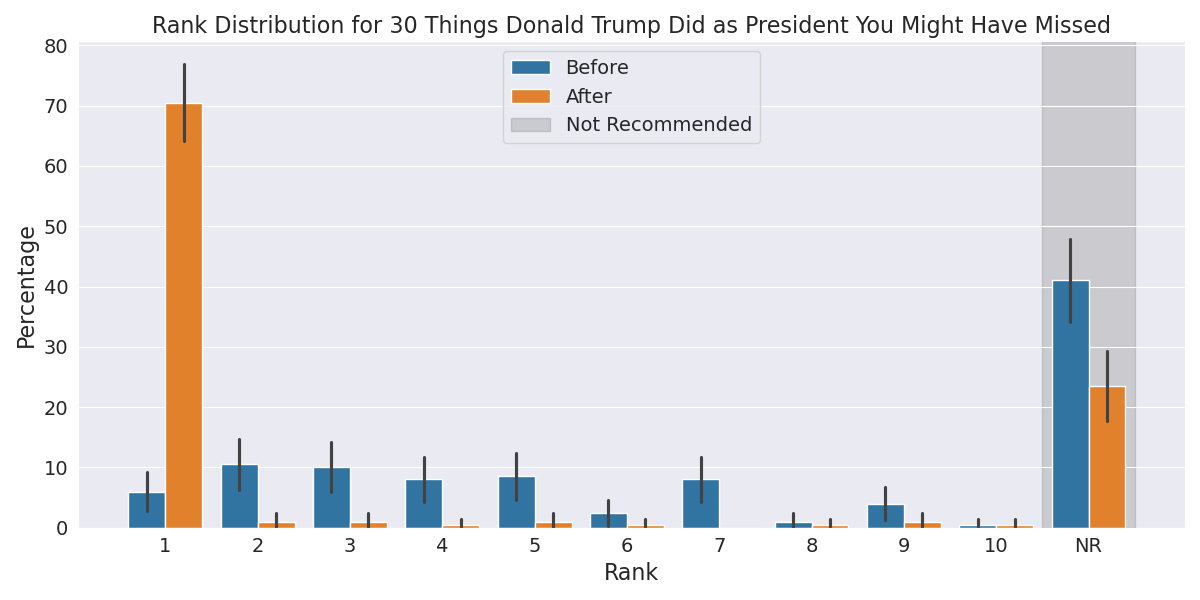 Rank Distribution for 30 Things Donald Trump Did as President You Might Have Missed
80
70
60
50
40
30
20
10
0
Percentage
Before
After
Not Recommended
1 2 3 4 5 6 7 8 9 10 NR
Rank